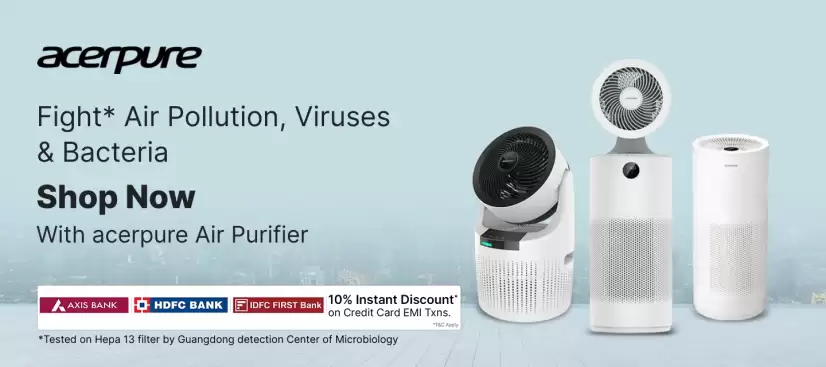 acerpure
Fight* Air Pollution, Viruses
& Bacteria
Shop Now
With acerpure Air Purifier
AXIS BANK HDFC BANK IDFC FIRST Bank
10% Instant Discount*
on Credit Card EMI Txns.
*T&C Apply
*Tested on Hepa 13 filter by Guangdong detection Center of Microbiology